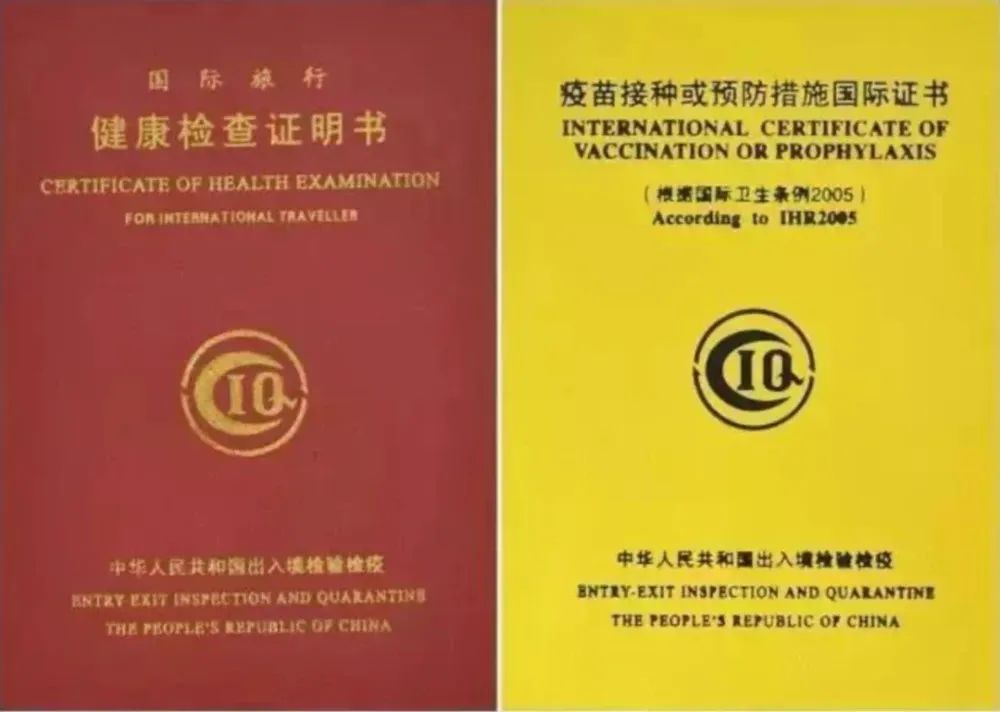 国际旅行
健康检查证明书
CERTIFICATE OF HEALTH EXAMINATION
FOR INTERNATIONAL TRAVELLER
CIQ
中华人民共和国出入境检验检疫
ENTRY-EXIT INSPECTION AND QUARANTINE
THE PEOPLE'S REPUBLIC OF CHINA
疫苗接种或预防措施国际证书
INTERNATIONAL CERTIFICATE OF
VACCINATION OR PROPHYLAXIS
(根据国际卫生条例2005)
According to IHR2005
CIQ
中华人民共和国出入境检验检疫
ENTRY-EXIT INSPECTION AND QUARANTINE
THE PEOPLE'S REPUBLIC OF CHINA